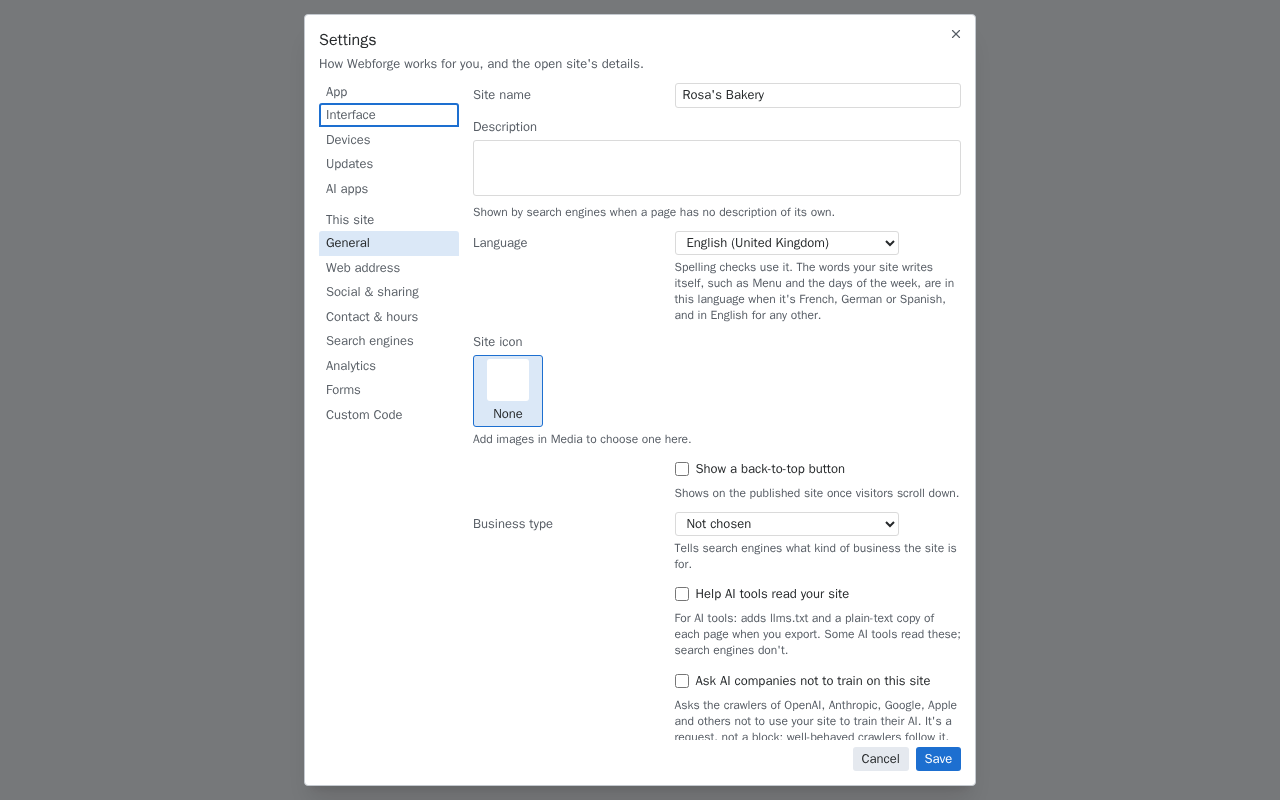 Settings
×
How Webforge works for you, and the open site's details.
App
Interface
Devices
Updates
AI apps
This site
General
Web address
Social & sharing
Contact & hours
Search engines
Analytics
Forms
Custom Code
Site name
Rosa's Bakery
Description
Shown by search engines when a page has no description of its own.
Language
English (United Kingdom)
Spelling checks use it. The words your site writes
itself, such as Menu and the days of the week, are in
this language when it's French, German or Spanish,
and in English for any other.
Site icon
None
Add images in Media to choose one here.
Show a back-to-top button
Shows on the published site once visitors scroll down.
Business type
Not chosen
Tells search engines what kind of business the site is
for.
Help AI tools read your site
For AI tools: adds llms.txt and a plain-text copy of
each page when you export. Some AI tools read these;
search engines don't.
Ask AI companies not to train on this site
Asks the crawlers of OpenAI, Anthropic, Google, Apple
and others not to use your site to train their AI. It's a
request, not a block: well-behaved crawlers follow it.
Cancel
Save